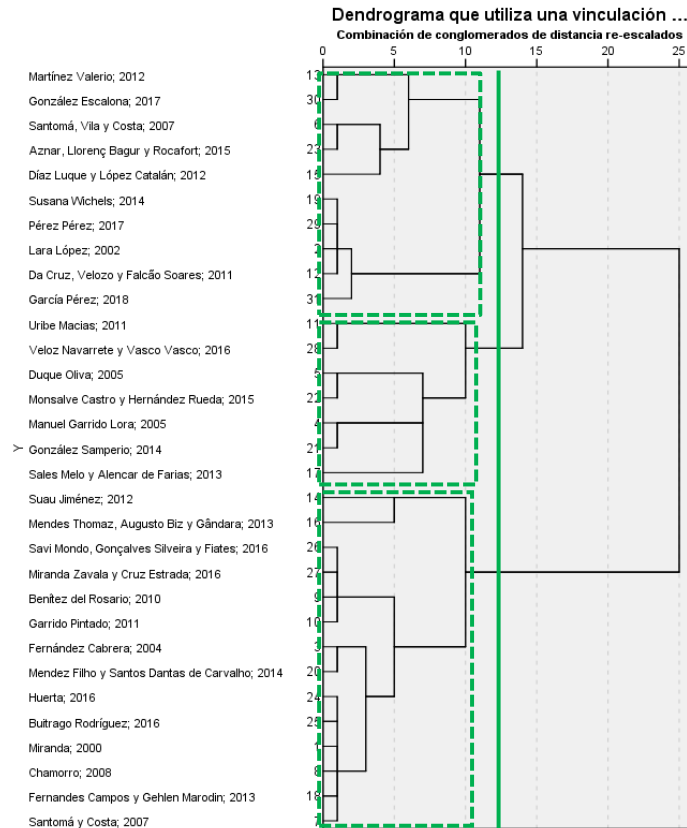 Dendrograma que utiliza una vinculación ...
Combinación de conglomerados de distancia re-escalados
0 5 10 15 20 25
Martínez Valerio; 2012 13
González Escalona; 2017 30
Santomá, Vila y Costa; 2007 6
Aznar, Llorenç Bagur y Rocafort; 2015 23
Díaz Luque y López Catalán; 2012 15
Susana Wichels; 2014 19
Pérez Pérez; 2017 29
Lara López; 2002 2
Da Cruz, Velozo y Falcão Soares; 2011 12
García Pérez; 2018 31
Uribe Macias; 2011 11
Veloz Navarrete y Vasco Vasco; 2016 28
Duque Oliva; 2005 5
Monsalve Castro y Hernández Rueda; 2015 22
Manuel Garrido Lora; 2005 4
Y González Samperio; 2014 21
Sales Melo y Alencar de Farias; 2013 17
Suau Jiménez; 2012 14
Mendes Thomaz, Augusto Biz y Gândara; 2013 16
Savi Mondo, Gonçalves Silveira y Fiates; 2016 26
Miranda Zavala y Cruz Estrada; 2016 27
Benítez del Rosario; 2010 9
Garrido Pintado; 2011 10
Fernández Cabrera; 2004 3
Mendez Filho y Santos Dantas de Carvalho; 2014 20
Huerta; 2016 24
Buitrago Rodríguez; 2016 25
Miranda; 2000 1
Chamorro; 2008 8
Fernandes Campos y Gehlen Marodin; 2013 18
Santomá y Costa; 2007 7